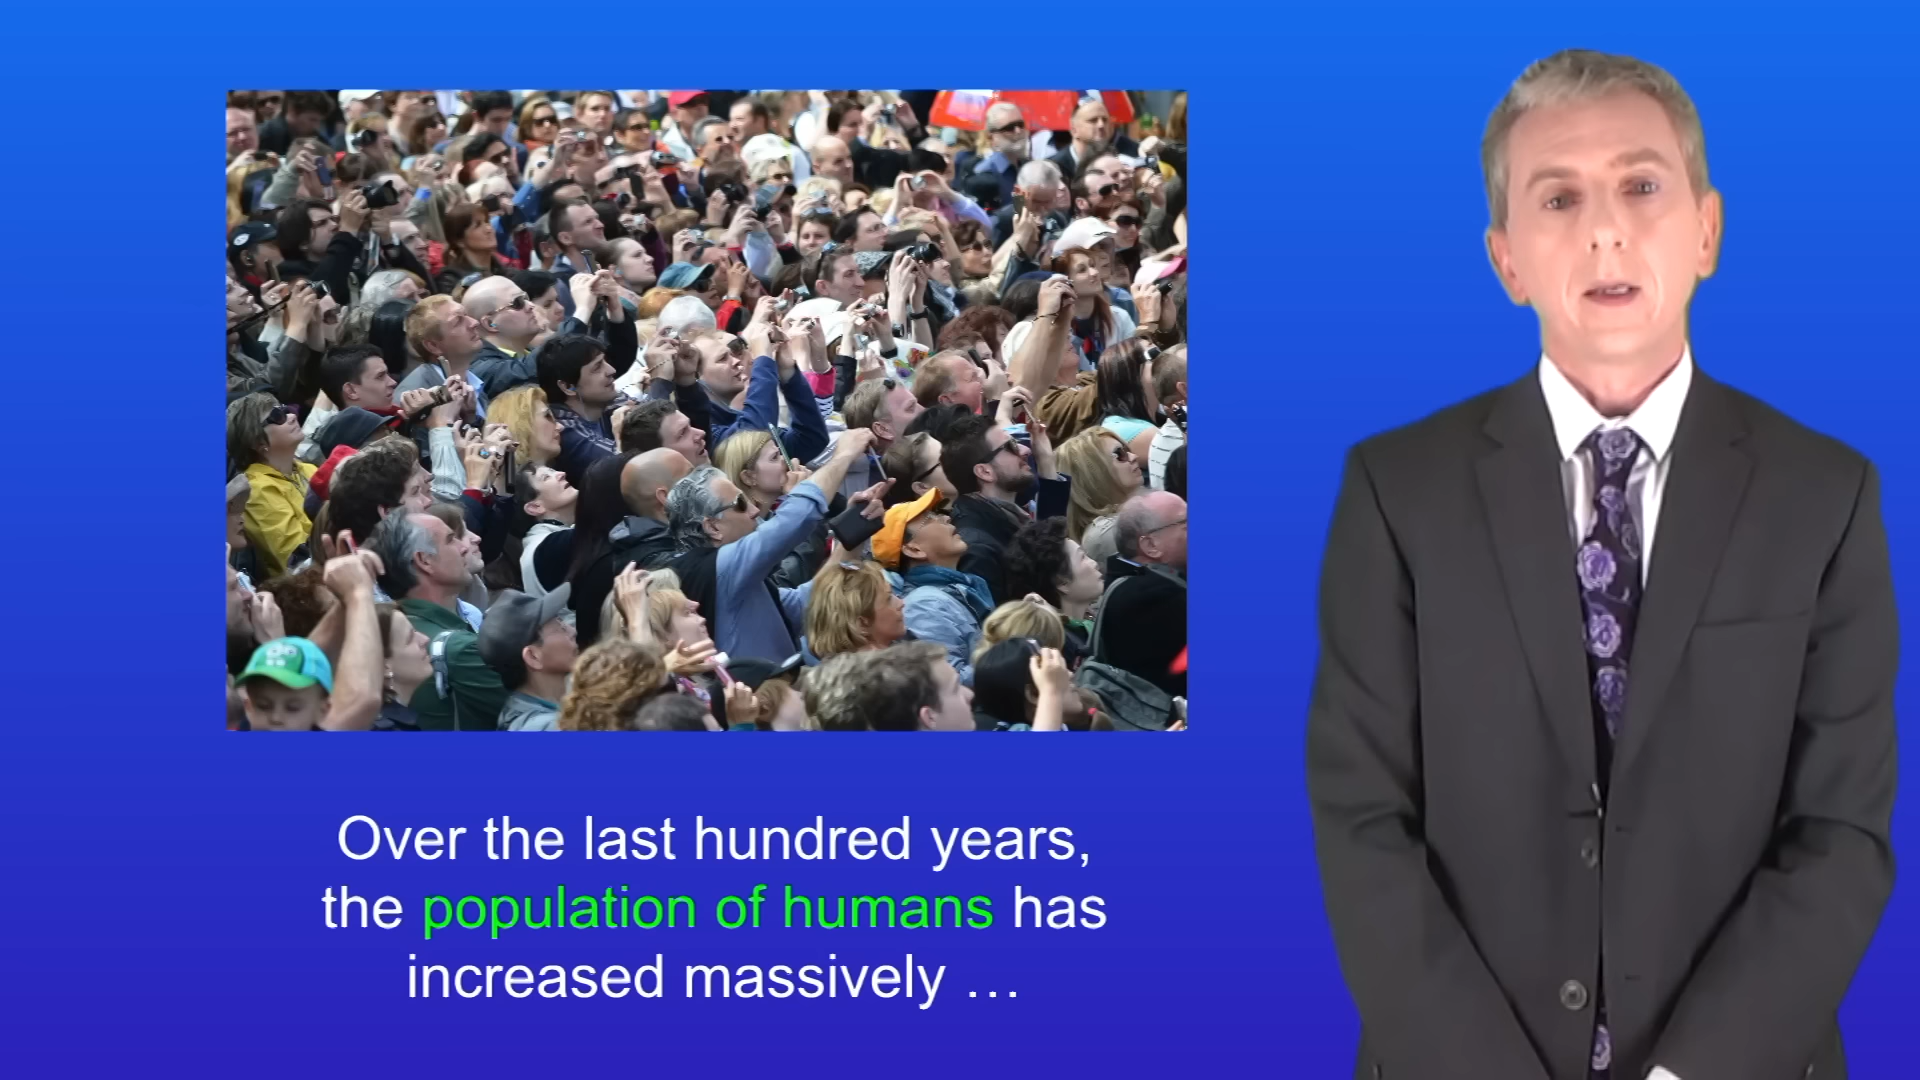 Over the last hundred years,
the population of humans has
increased massively …